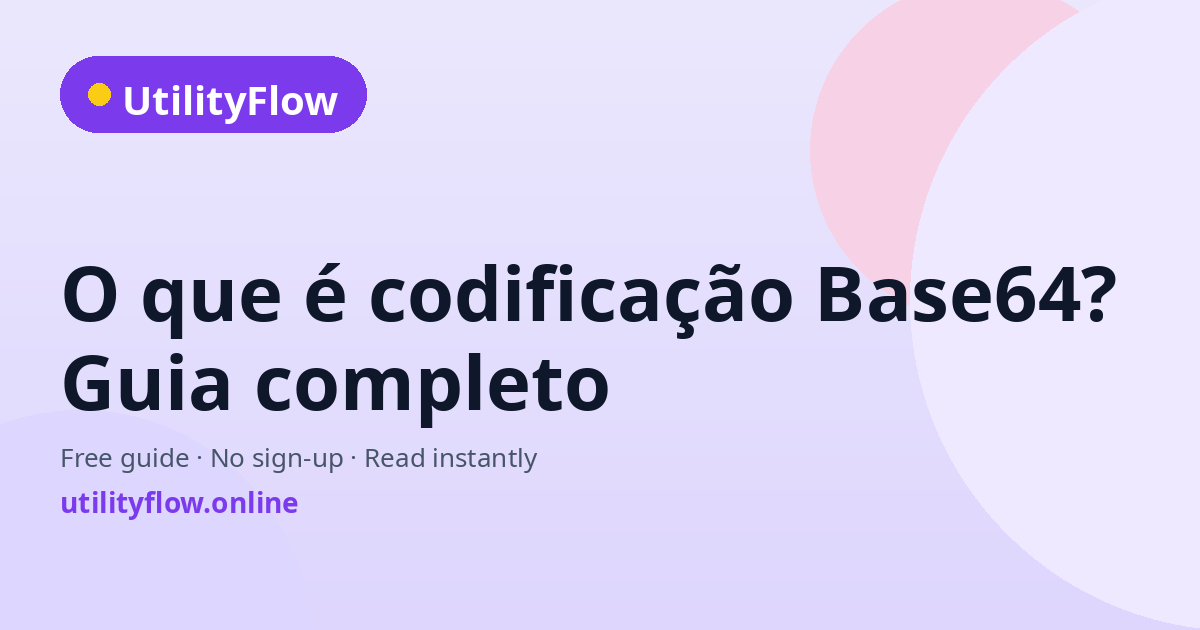 UtilityFlow
O que é codificação Base64?
Guia completo
Free guide · No sign-up · Read instantly
utilityflow.online